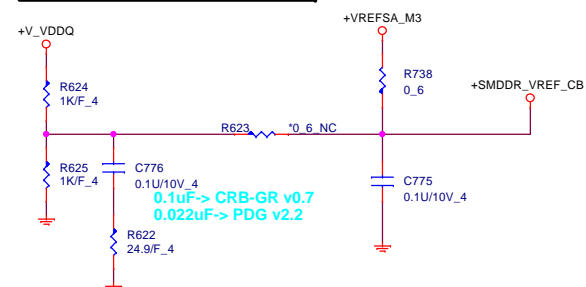 +VREFSA_M3
+V_VDDQ
R624
1K/F_4
R738
0_6
+SMDDR_VREF_CB
R623
*0_6_NC
R625
1K/F_4
C776
0.1U/10V_4
C775
0.1U/10V_4
0.1uF-> CRB-GR v0.7
0.022uF-> PDG v2.2
R622
24.9/F_4